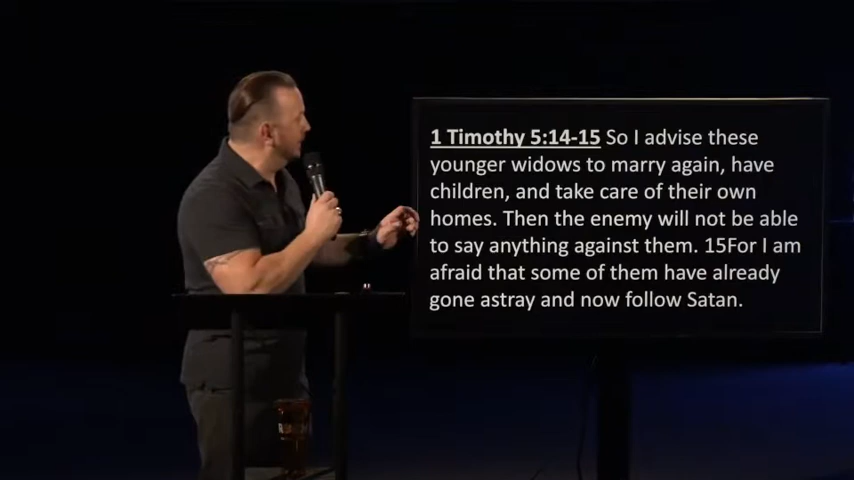 1 Timothy 5:14-15 So I advise these
younger widows to marry again, have
children, and take care of their own
homes. Then the enemy will not be able
to say anything against them. 15For I am
afraid that some of them have already
gone astray and now follow Satan.